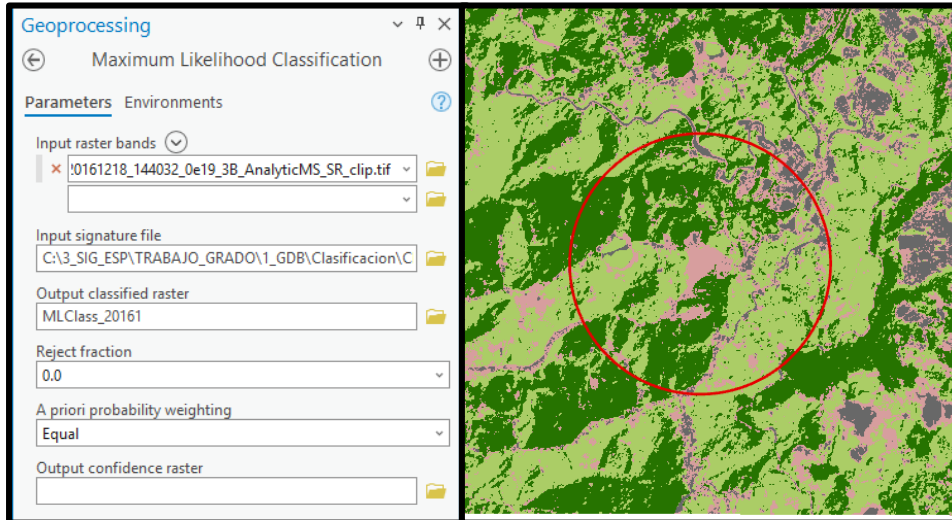 Geoprocessing
Maximum Likelihood Classification
Parameters Environments
Input raster bands
!0161218_144032_0e19_3B_AnalyticMS_SR_clip.tif
Input signature file
C:\3_SIG_ESP\TRABAJO_GRADO\1_GDB\Clasificacion\C
Output classified raster
MLClass_20161
Reject fraction
0.0
A priori probability weighting
Equal
Output confidence raster